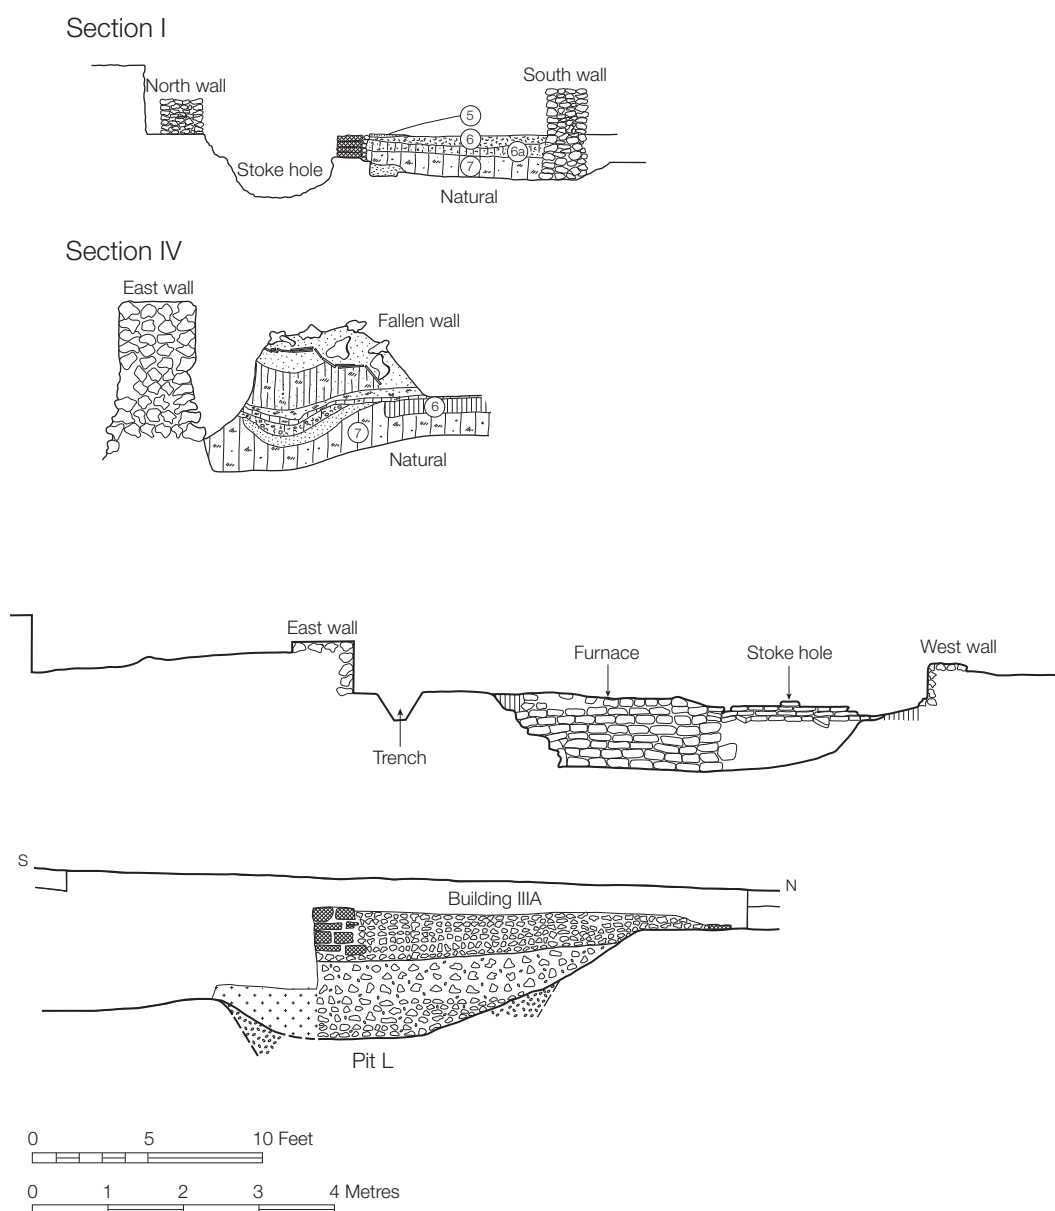 Section I
North wall
South wall
5
6
6a
7
Stoke hole
Natural
Section IV
East wall
Fallen wall
6
7
Natural
East wall
Furnace
Stoke hole
West wall
Trench
S
N
Building IIIA
Pit L
0 5 10 Feet
0 1 2 3 4 Metres